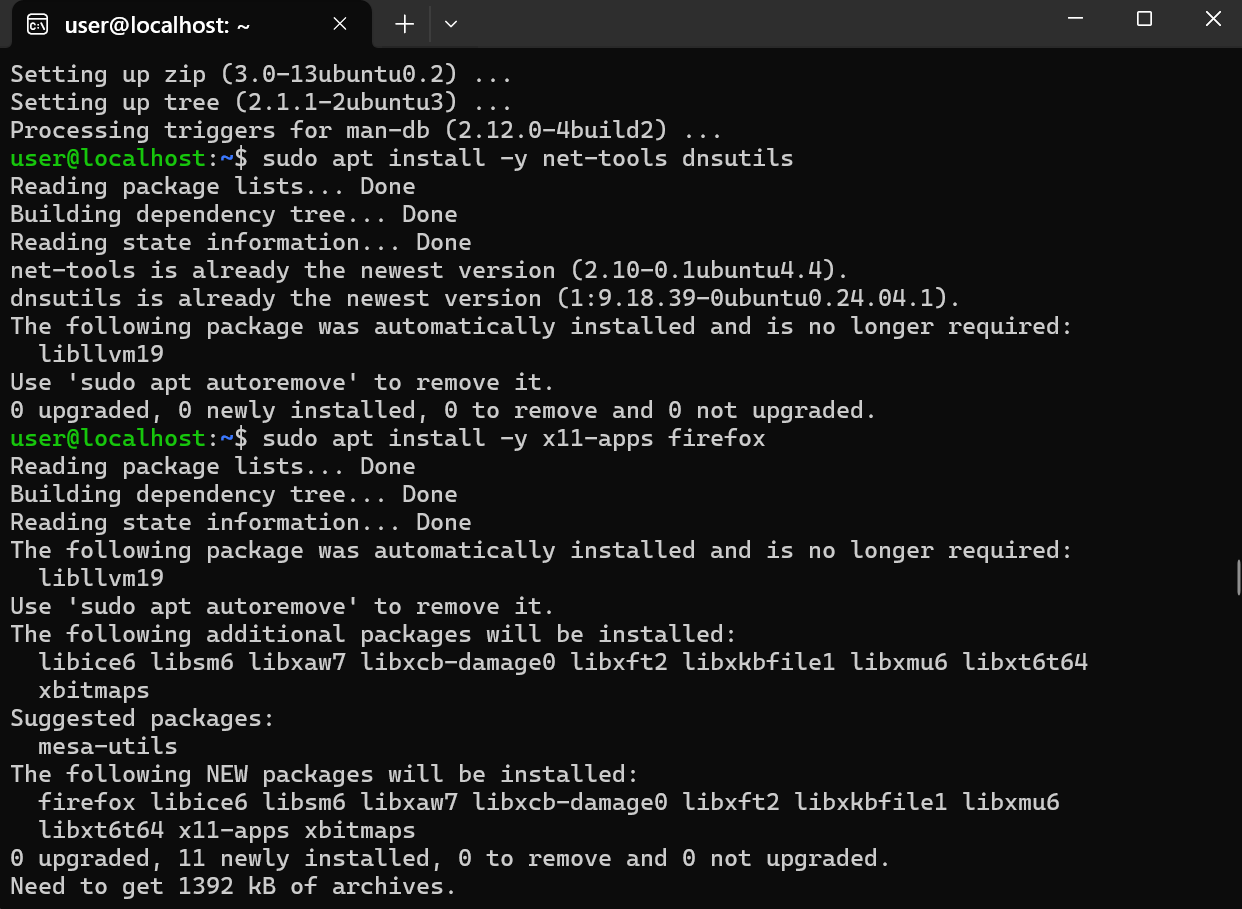 user@localhost: ~
Setting up zip (3.0-13ubuntu0.2) ...
Setting up tree (2.1.1-2ubuntu3) ...
Processing triggers for man-db (2.12.0-4build2) ...
user@localhost:~$ sudo apt install -y net-tools dnsutils
Reading package lists... Done
Building dependency tree... Done
Reading state information... Done
net-tools is already the newest version (2.10-0.1ubuntu4.4).
dnsutils is already the newest version (1:9.18.39-0ubuntu0.24.04.1).
The following package was automatically installed and is no longer required:
  libllvm19
Use 'sudo apt autoremove' to remove it.
0 upgraded, 0 newly installed, 0 to remove and 0 not upgraded.
user@localhost:~$ sudo apt install -y x11-apps firefox
Reading package lists... Done
Building dependency tree... Done
Reading state information... Done
The following package was automatically installed and is no longer required:
  libllvm19
Use 'sudo apt autoremove' to remove it.
The following additional packages will be installed:
  libice6 libsm6 libxaw7 libxcb-damage0 libxft2 libxkbfile1 libxmu6 libxt6t64
  xbitmaps
Suggested packages:
  mesa-utils
The following NEW packages will be installed:
  firefox libice6 libsm6 libxaw7 libxcb-damage0 libxft2 libxkbfile1 libxmu6
  libxt6t64 x11-apps xbitmaps
0 upgraded, 11 newly installed, 0 to remove and 0 not upgraded.
Need to get 1392 kB of archives.